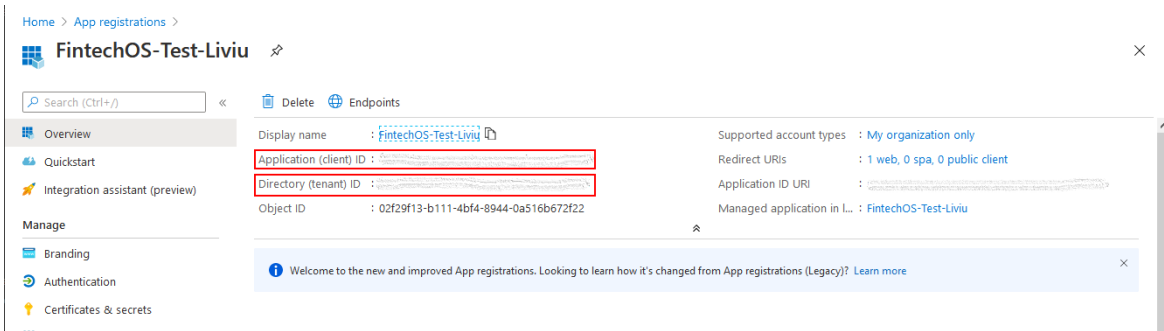 Home > App registrations >
FintechOS-Test-Liviu
Search (Ctrl+/)
«
Overview
Quickstart
Integration assistant (preview)
Manage
Branding
Authentication
Certificates & secrets
Delete
Endpoints
Display name : FintechOS-Test-Liviu
Application (client) ID :
Directory (tenant) ID :
Object ID : 02f29f13-b111-4bf4-8944-0a516b672f22
Supported account types : My organization only
Redirect URIs : 1 web, 0 spa, 0 public client
Application ID URI :
Managed application in l... : FintechOS-Test-Liviu
Welcome to the new and improved App registrations. Looking to learn how it's changed from App registrations (Legacy)? Learn more